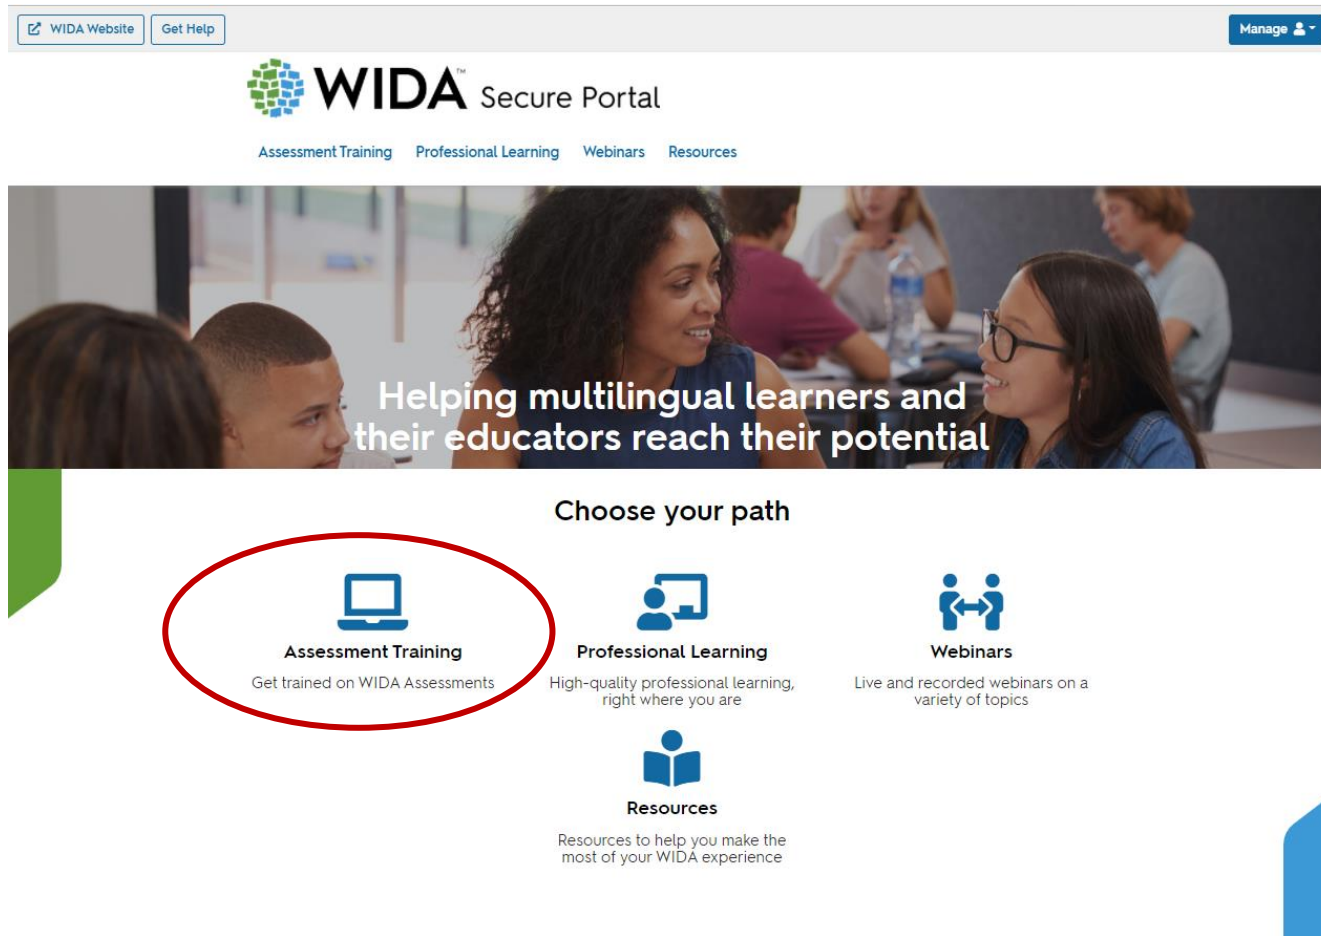 WIDA Website
Get Help
Manage
WIDA™ Secure Portal
Assessment Training
Professional Learning
Webinars
Resources
Helping multilingual learners and
their educators reach their potential
Choose your path
Assessment Training
Get trained on WIDA Assessments
Professional Learning
High-quality professional learning,
right where you are
Webinars
Live and recorded webinars on a
variety of topics
Resources
Resources to help you make the
most of your WIDA experience